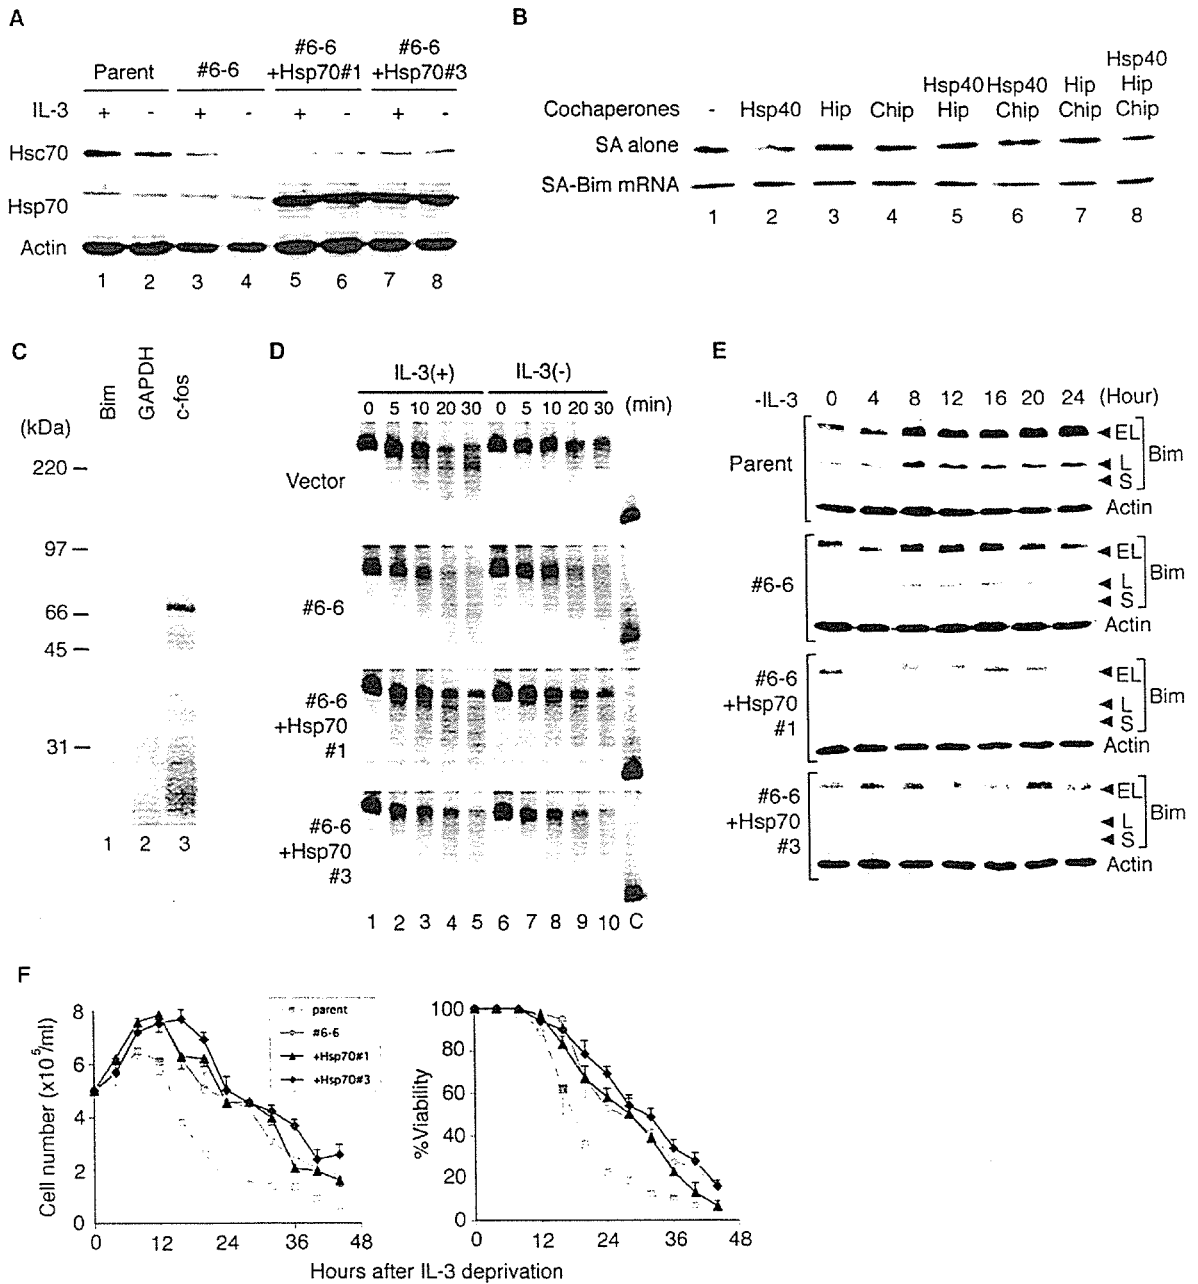 A
Parent #6-6 #6-6 +Hsp70#1 #6-6 +Hsp70#3
IL-3 + - + - + - + -
Hsc70
Hsp70
Actin
1 2 3 4 5 6 7 8
B
Cochaperones - Hsp40 Hip Chip Hsp40 Hip Hsp40 Chip Hip Chip Hsp40 Hip Chip
SA alone
SA-Bim mRNA
1 2 3 4 5 6 7 8
C
Bim GAPDH c-fos
(kDa)
220
97
66
45
31
1 2 3
D
IL-3(+) IL-3(-)
0 5 10 20 30 0 5 10 20 30 (min)
Vector
#6-6
#6-6
+Hsp70
#1
#6-6
+Hsp70
#3
1 2 3 4 5 6 7 8 9 10 C
E
-IL-3 0 4 8 12 16 20 24 (Hour)
Parent
EL
L
S
Bim
Actin
#6-6
EL
L
S
Bim
Actin
#6-6
+Hsp70
#1
EL
L
S
Bim
Actin
#6-6
+Hsp70
#3
EL
L
S
Bim
Actin
F
Cell number (x10⁵/ml)
8
6
4
2
0
0 12 24 36 48
parent
#6-6
+Hsp70#1
+Hsp70#3
%Viability
100
80
60
40
20
0
0 12 24 36 48
Hours after IL-3 deprivation